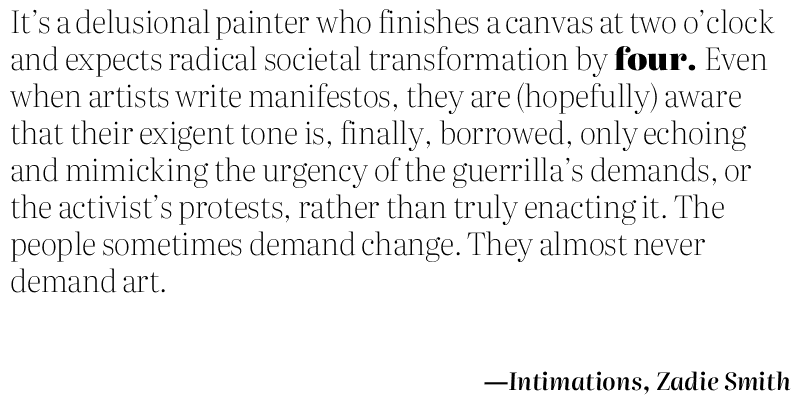 It’s a delusional painter who finishes a canvas at two o’clock
and expects radical societal transformation by four. Even
when artists write manifestos, they are (hopefully) aware
that their exigent tone is, finally, borrowed, only echoing
and mimicking the urgency of the guerrilla’s demands, or
the activist’s protests, rather than truly enacting it. The
people sometimes demand change. They almost never
demand art.
—Intimations, Zadie Smith